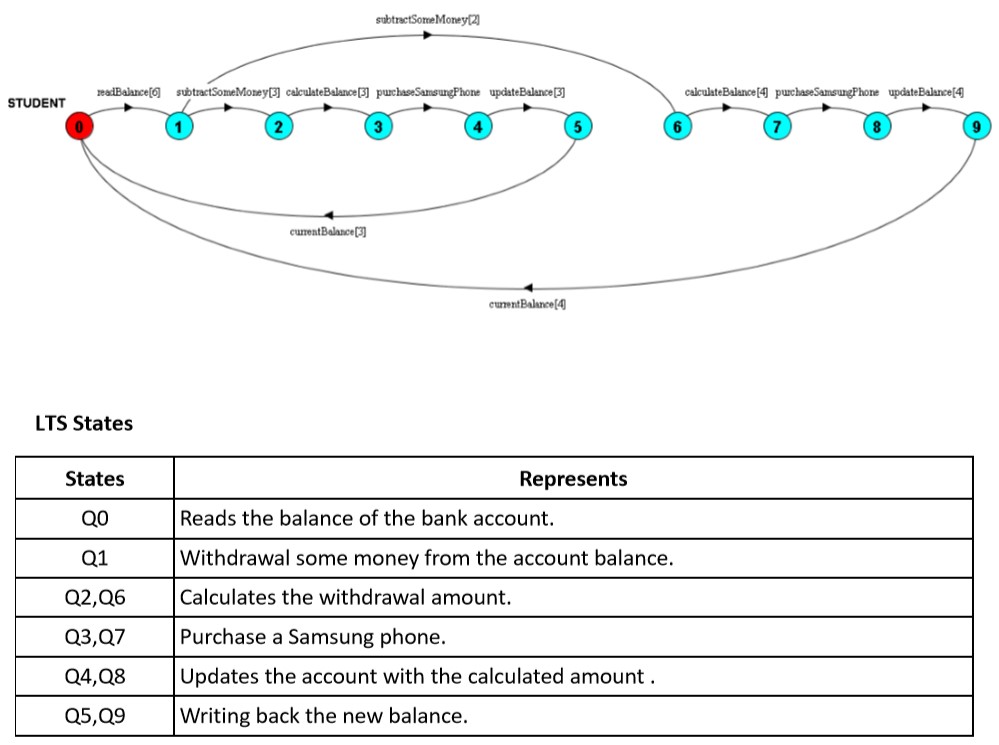 subtractSomeMoney[2]
readBalance[6] subtractSomeMoney[3] calculateBalance[3] purchaseSamsungPhone updateBalance[3] calculateBalance[4] purchaseSamsungPhone updateBalance[4]
STUDENT
0 1 2 3 4 5 6 7 8 9
currentBalance[3]
currentBalance[4]
LTS States
States Represents
Q0 Reads the balance of the bank account.
Q1 Withdrawal some money from the account balance.
Q2,Q6 Calculates the withdrawal amount.
Q3,Q7 Purchase a Samsung phone.
Q4,Q8 Updates the account with the calculated amount .
Q5,Q9 Writing back the new balance.